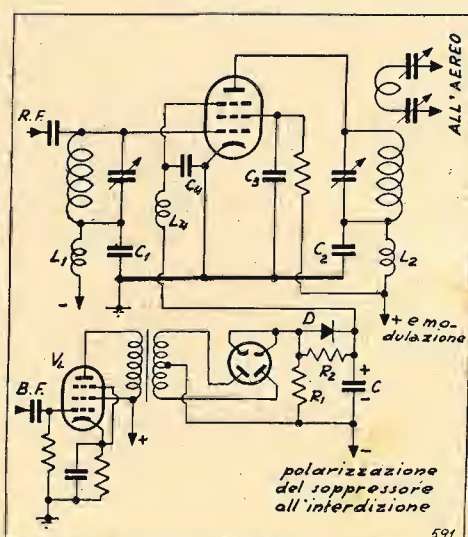 ALL'AEREO
R.F.
C4
C3
L4
L1
C1
C2
L2
+ e mo-
dulazione
V1
B.F.
D
R2
R1
C
+
-
-
+
-
polarizzazione
del soppressore
all'interdizione
591